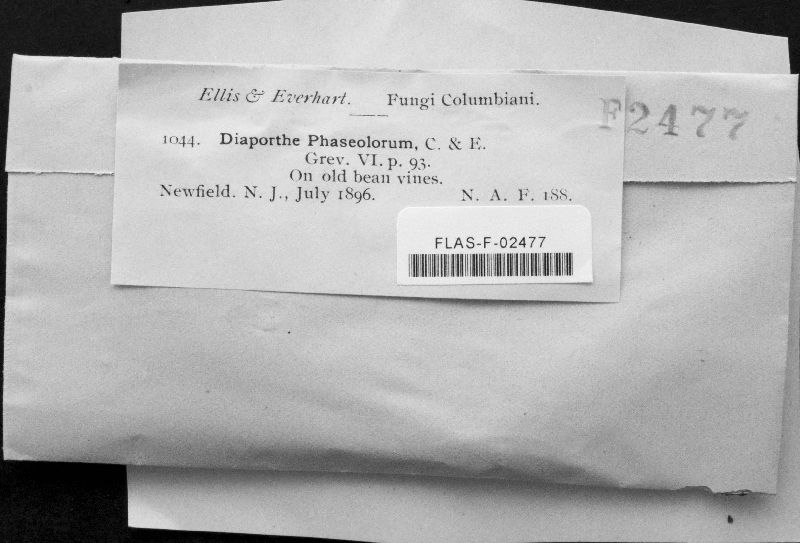 Ellis & Everhart. Fungi Columbiani.
F2477
1044. Diaporthe Phaseolorum, C. & E.
Grev. VI. p. 93.
On old bean vines.
Newfield. N. J., July 1896. N. A. F. 188.
FLAS-F-02477